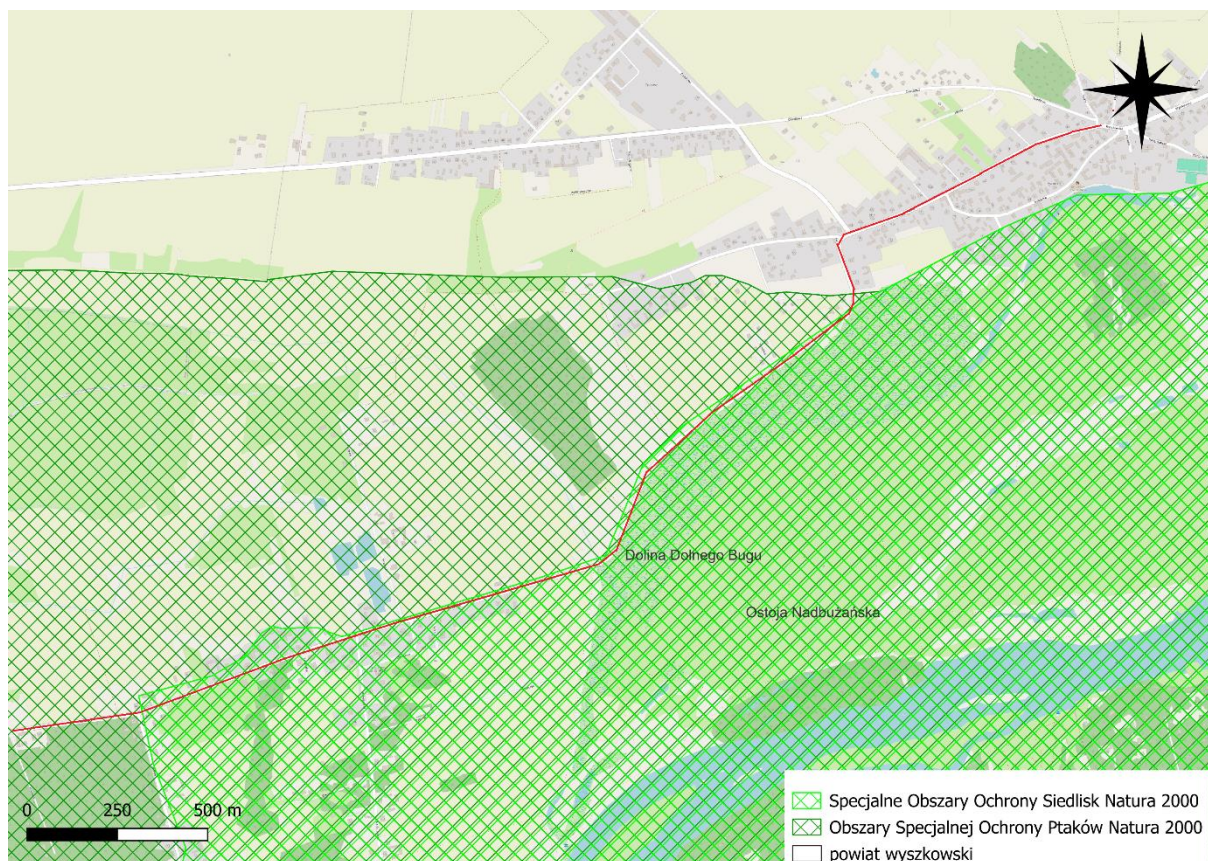 Dolina Dolnego Bugu
Ostoja Nadbużańska
0 250 500 m
Specjalne Obszary Ochrony Siedlisk Natura 2000
Obszary Specjalnej Ochrony Ptaków Natura 2000
powiat wyszkowski